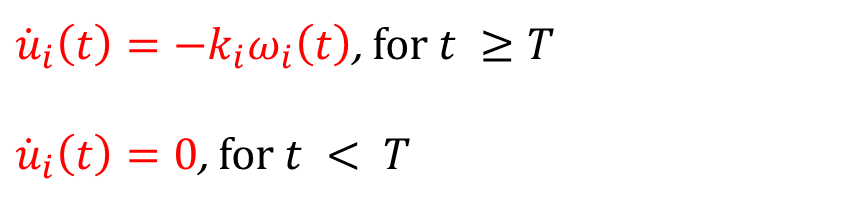 u̇ᵢ(t) = −kᵢωᵢ(t), for t ≥ T
u̇ᵢ(t) = 0, for t < T